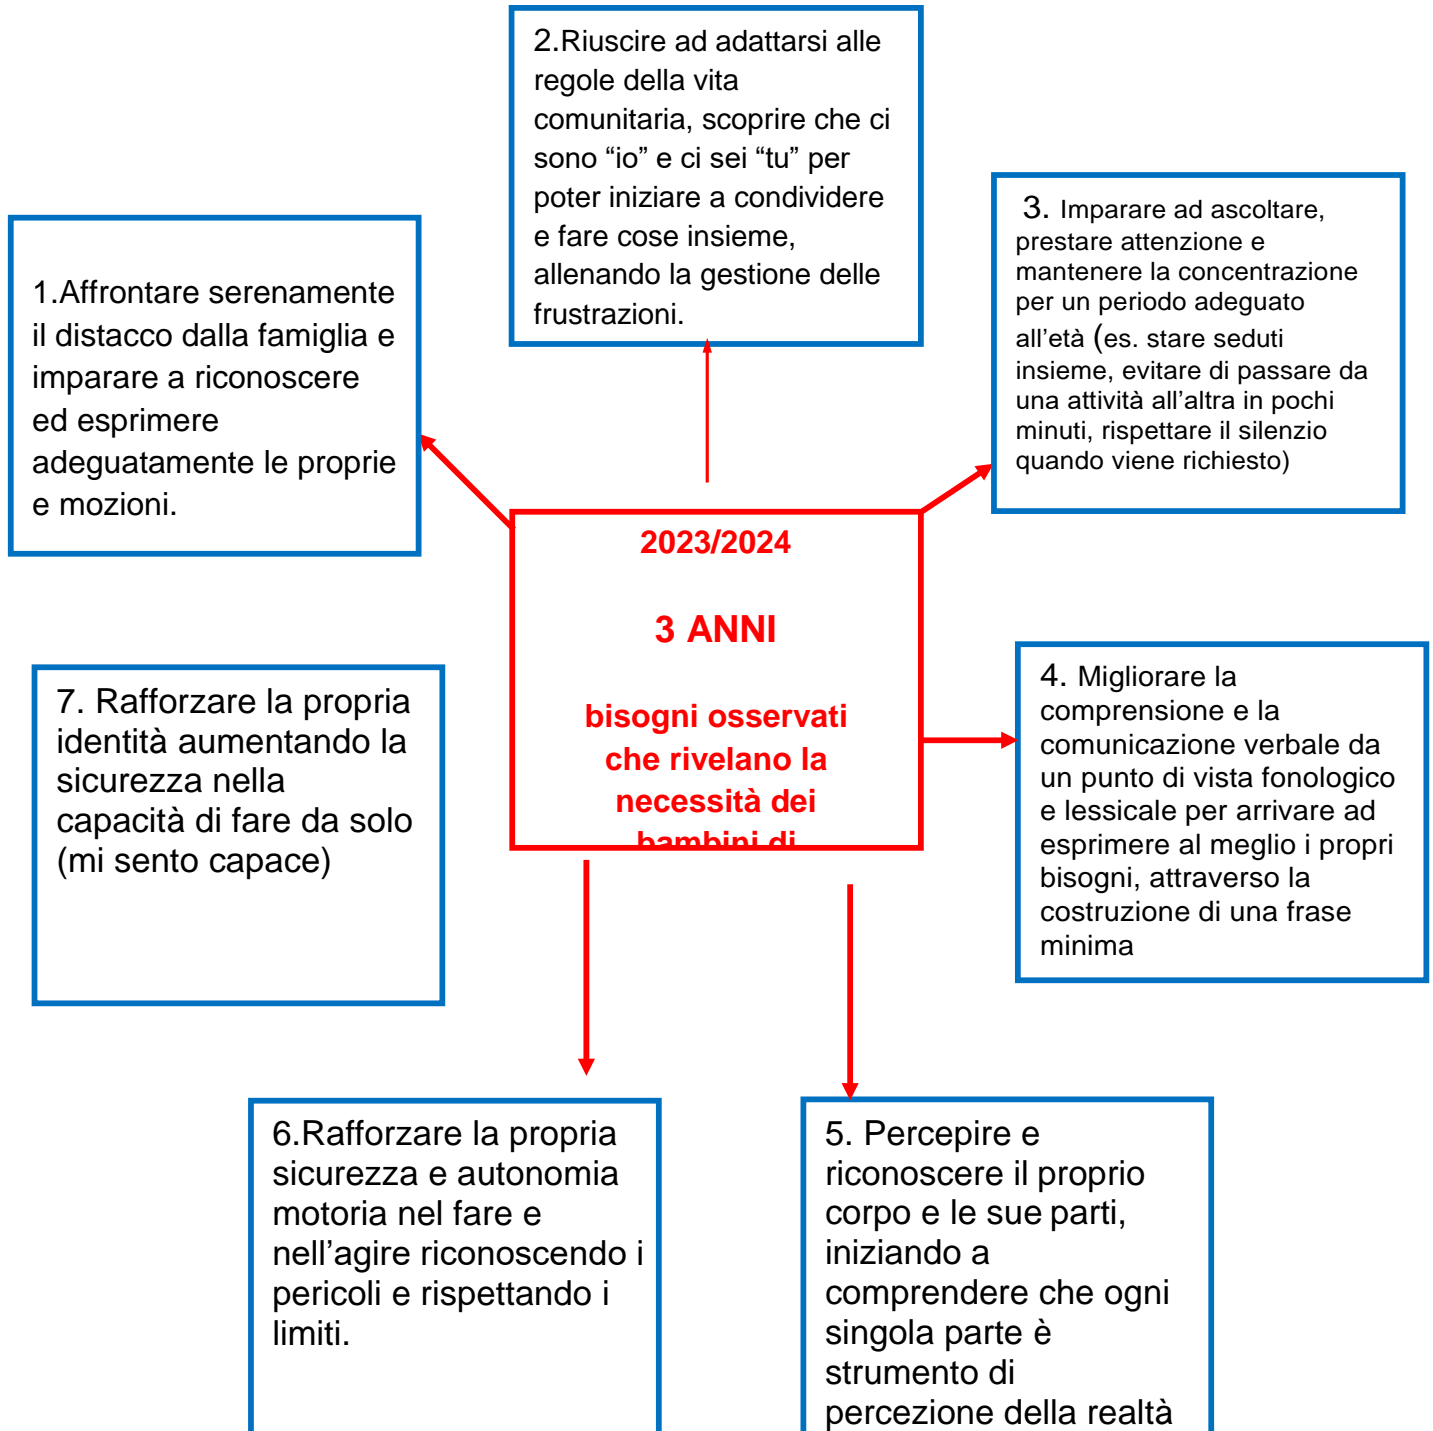 2.Riuscire ad adattarsi alle
regole della vita
comunitaria, scoprire che ci
sono “io” e ci sei “tu” per
poter iniziare a condividere
e fare cose insieme,
allenando la gestione delle
frustrazioni.
3. Imparare ad ascoltare,
prestare attenzione e
mantenere la concentrazione
per un periodo adeguato
all’età (es. stare seduti
insieme, evitare di passare da
una attività all’altra in pochi
minuti, rispettare il silenzio
quando viene richiesto)
1.Affrontare serenamente
il distacco dalla famiglia e
imparare a riconoscere
ed esprimere
adeguatamente le proprie
e mozioni.
2023/2024
3 ANNI
bisogni osservati
che rivelano la
necessità dei
bambini di
4. Migliorare la
comprensione e la
comunicazione verbale da
un punto di vista fonologico
e lessicale per arrivare ad
esprimere al meglio i propri
bisogni, attraverso la
costruzione di una frase
minima
7. Rafforzare la propria
identità aumentando la
sicurezza nella
capacità di fare da solo
(mi sento capace)
6.Rafforzare la propria
sicurezza e autonomia
motoria nel fare e
nell’agire riconoscendo i
pericoli e rispettando i
limiti.
5. Percepire e
riconoscere il proprio
corpo e le sue parti,
iniziando a
comprendere che ogni
singola parte è
strumento di
percezione della realtà